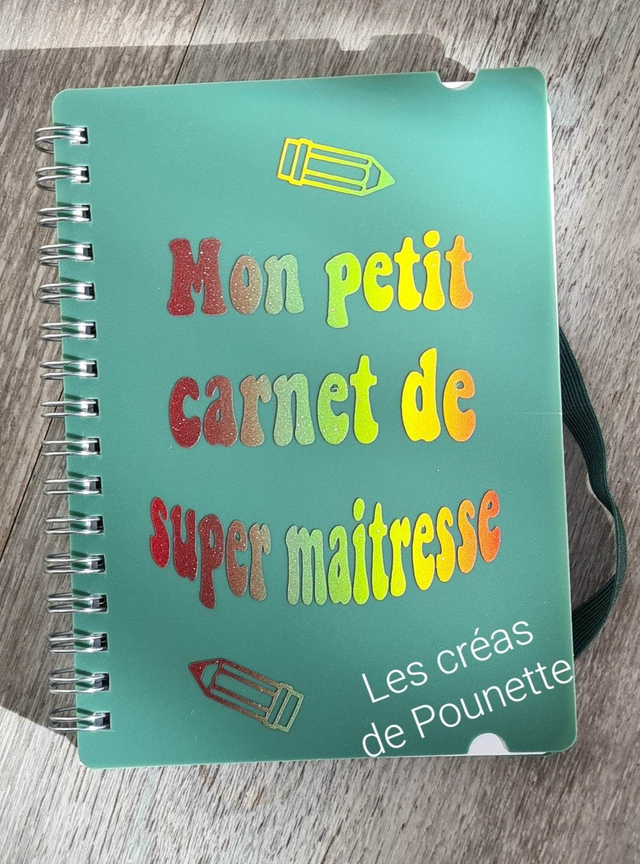 Mon petit
carnet de
super maitresse
Les créas
de Pounette